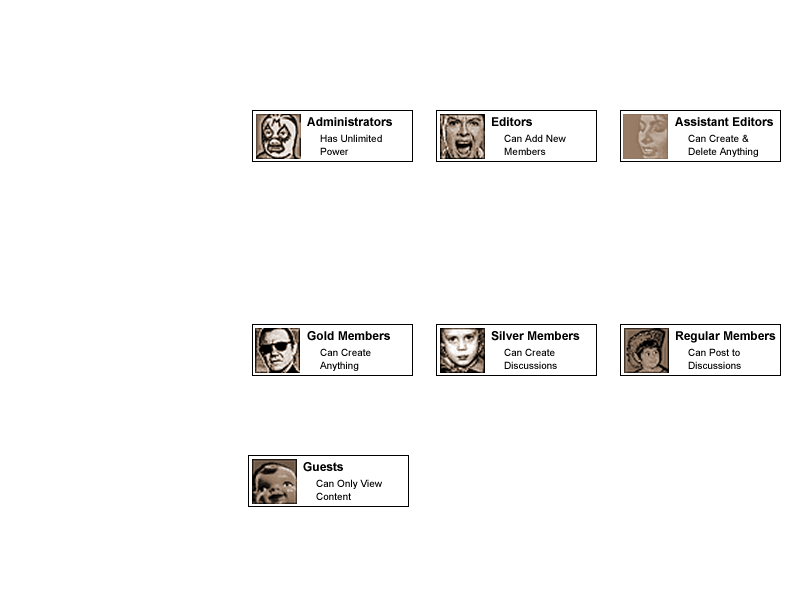 Administrators
Has Unlimited
Power
Editors
Can Add New
Members
Assistant Editors
Can Create &
Delete Anything
Gold Members
Can Create
Anything
Silver Members
Can Create
Discussions
Regular Members
Can Post to
Discussions
Guests
Can Only View
Content